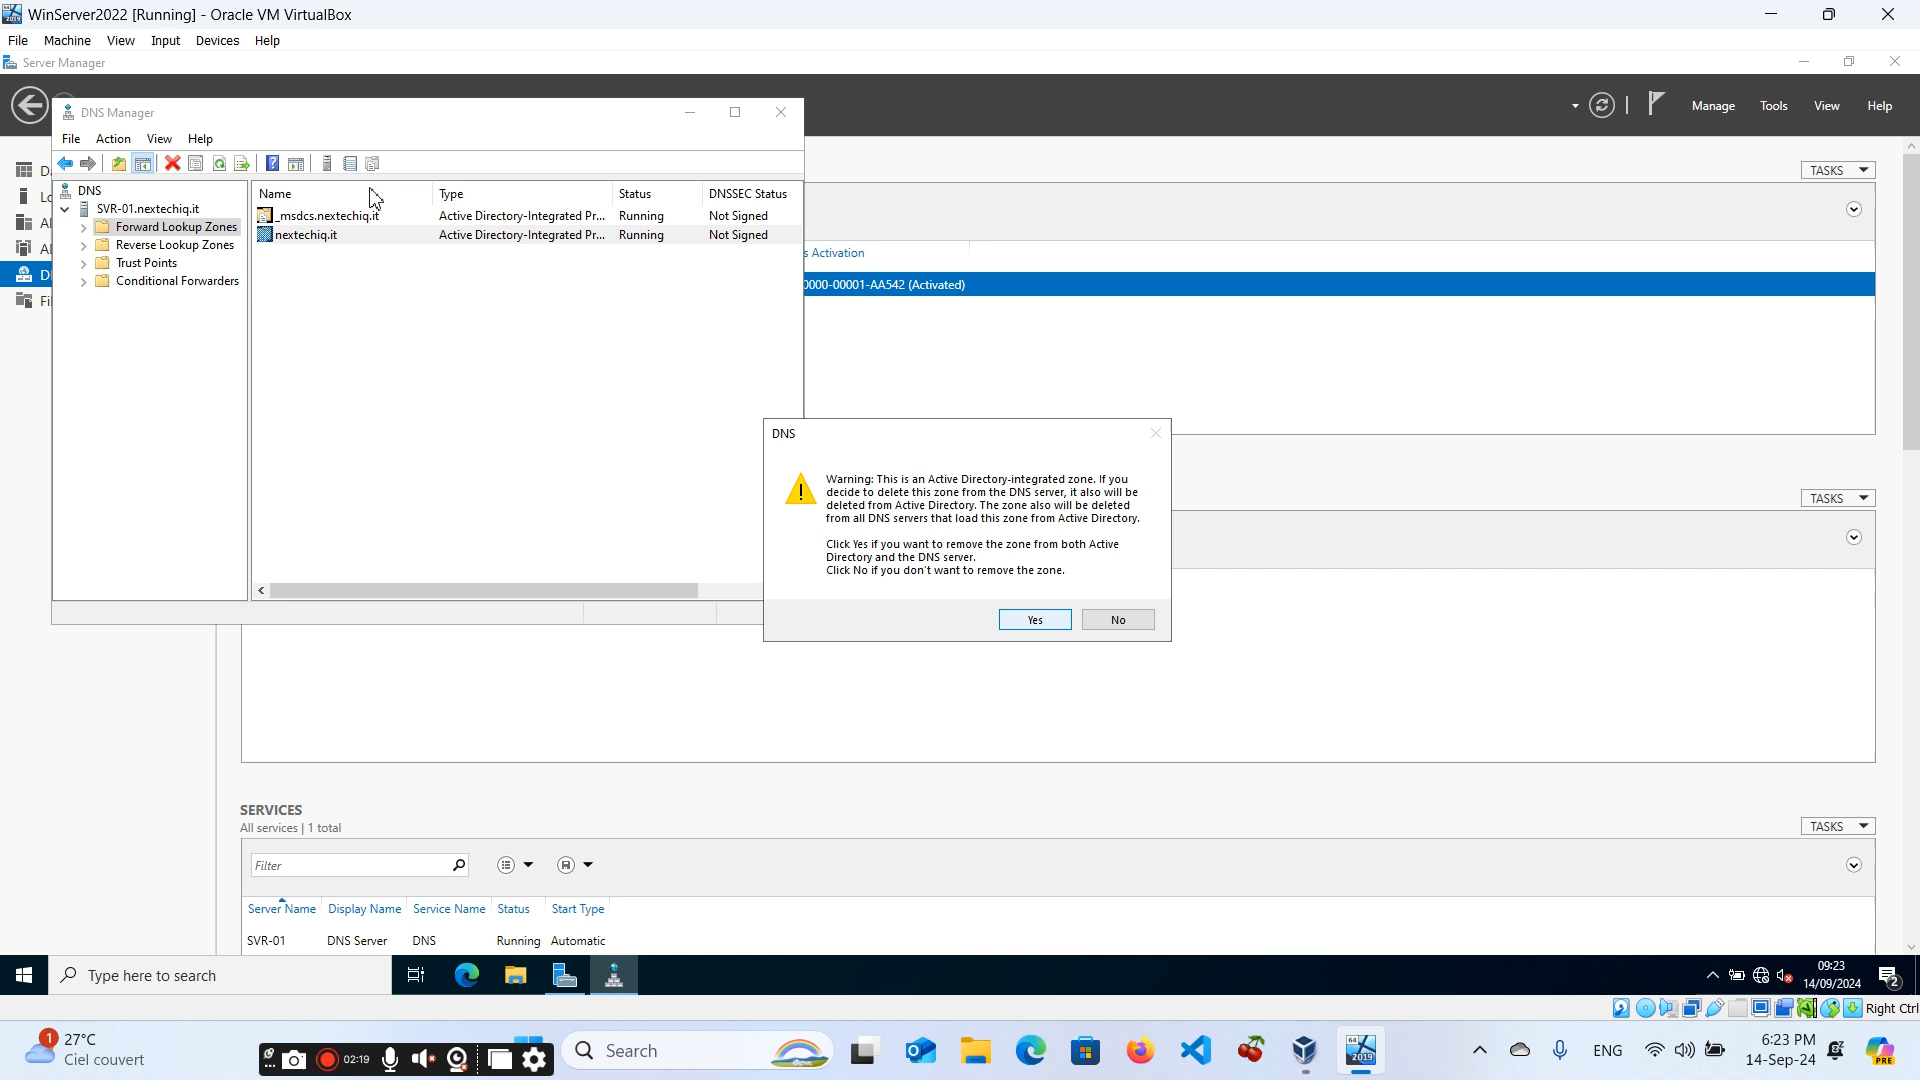 WinServer2022 [Running] - Oracle VM VirtualBox
File Machine View Input Devices Help
Server Manager
DNS Manager
Manage Tools View Help
File Action View Help
TASKS
DNS
SVR-01.nextechiq.it
Forward Lookup Zones
Reverse Lookup Zones
Trust Points
Conditional Forwarders
Name Type Status DNSSEC Status
_msdcs.nextechiq.it Active Directory-Integrated Pr... Running Not Signed
nextechiq.it Active Directory-Integrated Pr... Running Not Signed
s Activation
0000-00001-AA542 (Activated)
DNS
Warning: This is an Active Directory-integrated zone. If you
decide to delete this zone from the DNS server, it also will be
deleted from Active Directory. The zone also will be deleted
from all DNS servers that load this zone from Active Directory.
Click Yes if you want to remove the zone from both Active
Directory and the DNS server.
Click No if you don't want to remove the zone.
Yes No
TASKS
SERVICES
All services | 1 total
TASKS
Filter
Server Name Display Name Service Name Status Start Type
SVR-01 DNS Server DNS Running Automatic
Type here to search
09:23
14/09/2024
2
Right Ctrl
1
27°C
Ciel couvert
02:19
Search
64
2019
ENG
6:23 PM
14-Sep-24
PRE